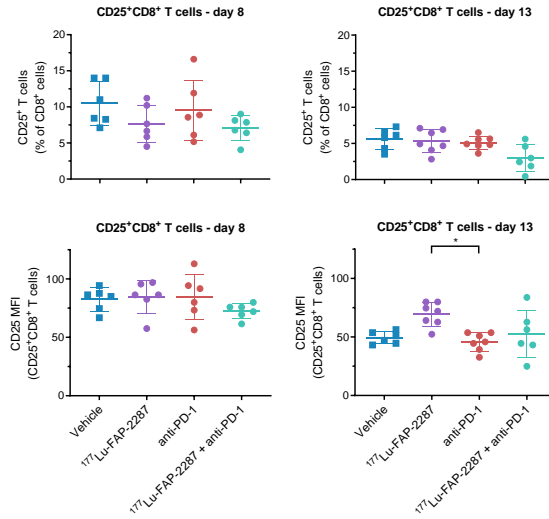 CD25⁺CD8⁺ T cells - day 8
CD25⁺ T cells
(% of CD8⁺ cells)
20
15
10
5
0
CD25⁺CD8⁺ T cells - day 13
CD25⁺ T cells
(% of CD8⁺ cells)
20
15
10
5
0
CD25⁺CD8⁺ T cells - day 8
CD25 MFI
(CD25⁺CD8⁺ T cells)
100
50
0
Vehicle
¹⁷⁷Lu-FAP-2287
anti-PD-1
¹⁷⁷Lu-FAP-2287 + anti-PD-1
CD25⁺CD8⁺ T cells - day 13
CD25 MFI
(CD25⁺CD8⁺ T cells)
100
50
0
*
Vehicle
¹⁷⁷Lu-FAP-2287
anti-PD-1
¹⁷⁷Lu-FAP-2287 + anti-PD-1